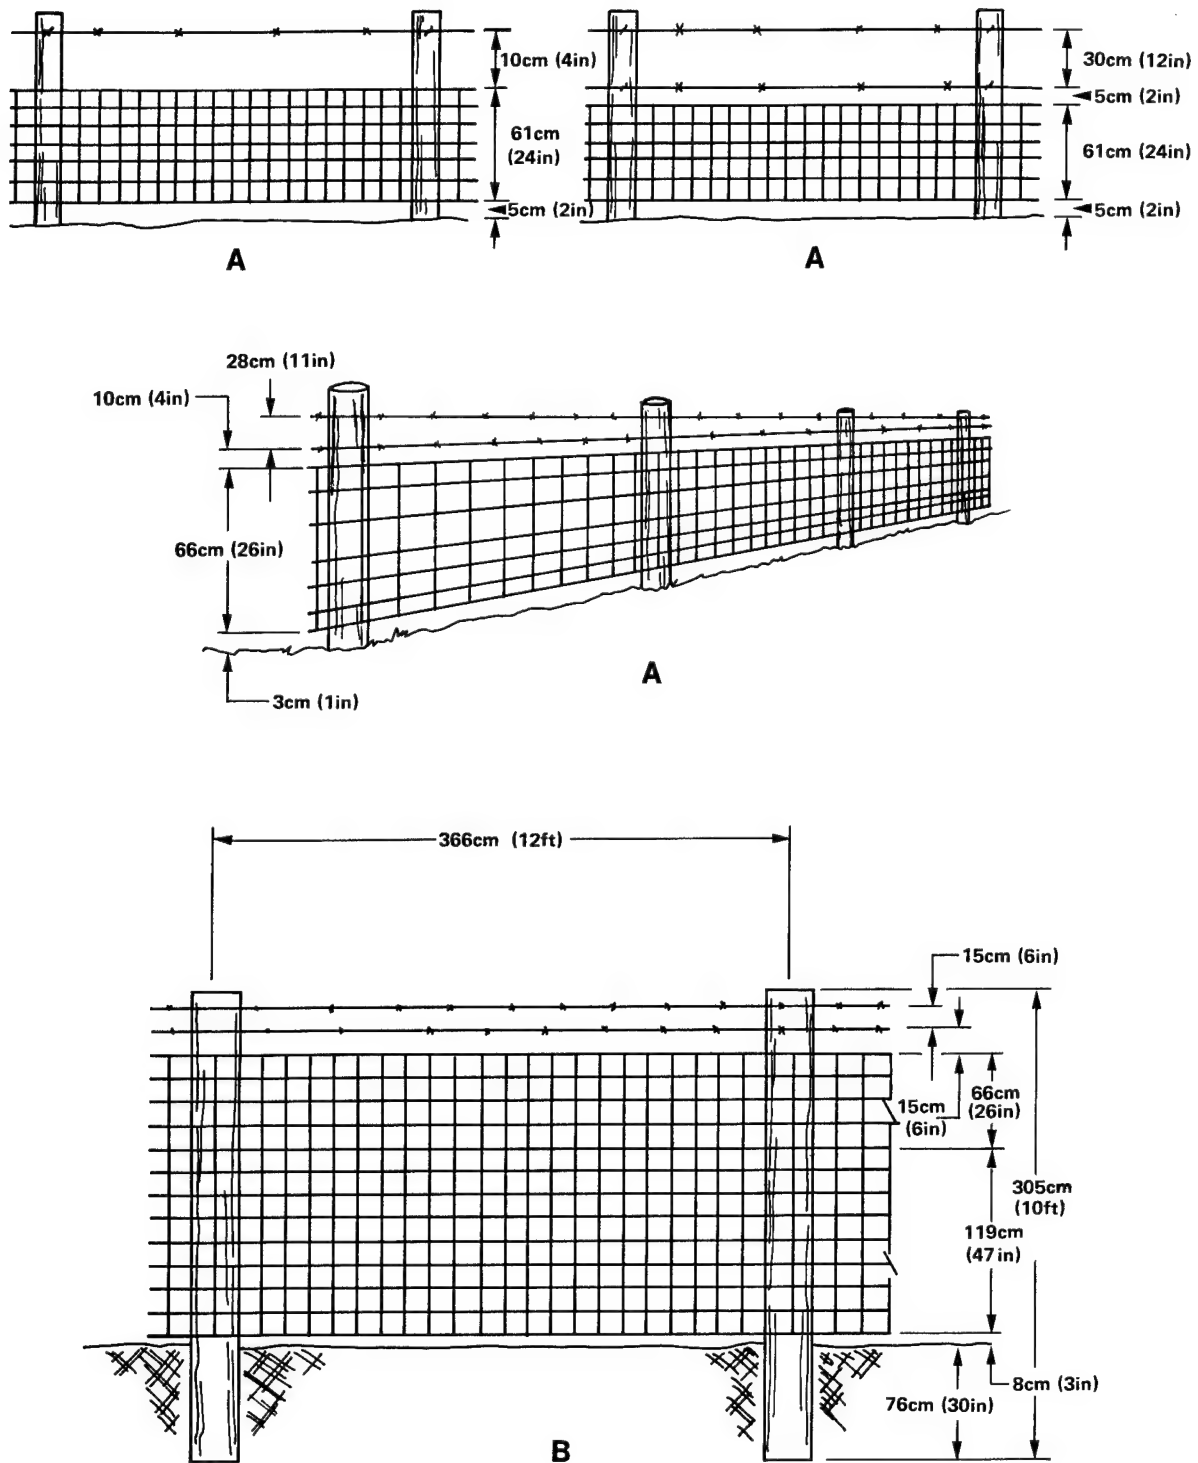 10cm (4in)
61cm
(24in)
5cm (2in)
A
30cm (12in)
5cm (2in)
61cm (24in)
5cm (2in)
A
28cm (11in)
10cm (4in)
66cm (26in)
3cm (1in)
A
366cm (12ft)
15cm (6in)
15cm
(6in)
66cm
(26in)
305cm
(10ft)
119cm
(47in)
8cm (3in)
76cm (30in)
B